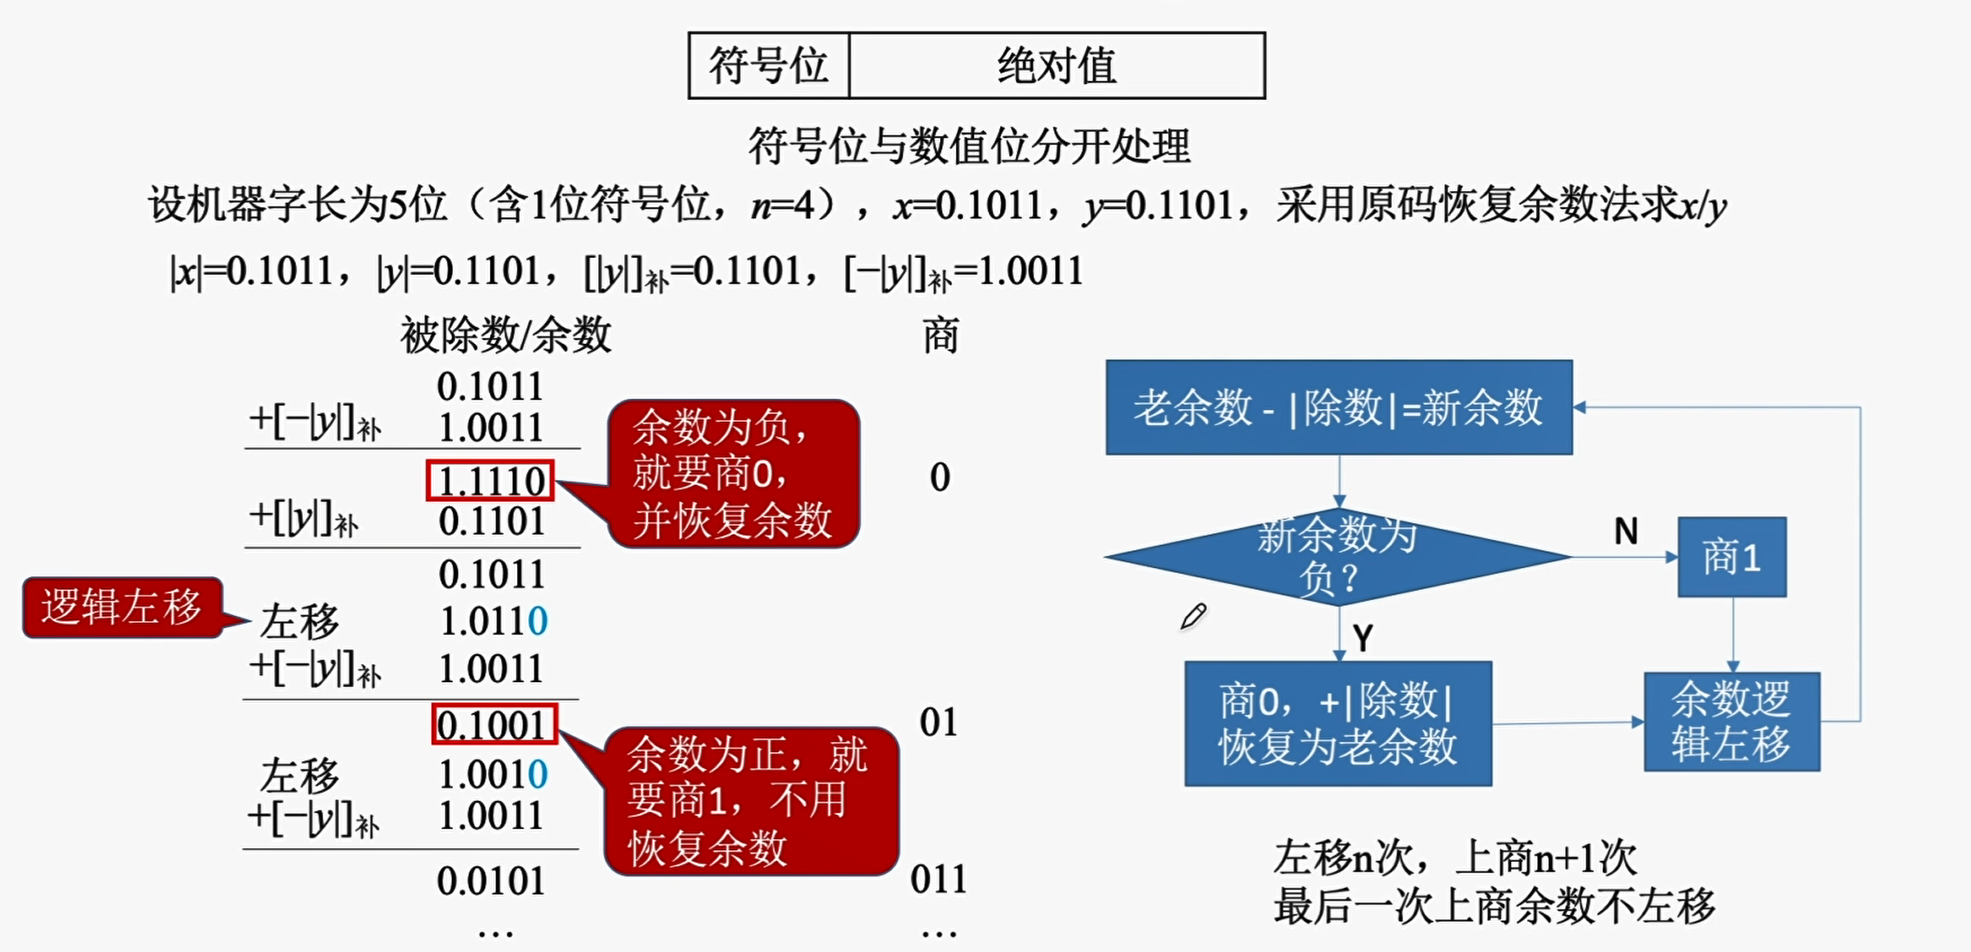 符号位 绝对值
符号位与数值位分开处理
设机器字长为5位（含1位符号位，n=4），x=0.1011，y=0.1101，采用原码恢复余数法求x/y
|x|=0.1011，|y|=0.1101，[|y|]补=0.1101，[−|y|]补=1.0011
被除数/余数 商
0.1011
+[−|y|]补 1.0011
1.1110 0
+[|y|]补 0.1101
0.1011
左移 1.0110
+[−|y|]补 1.0011
0.1001 01
左移 1.0010
+[−|y|]补 1.0011
0.0101 011
… …
余数为负，
就要商0，
并恢复余数
逻辑左移
余数为正，就
要商1，不用
恢复余数
老余数 - |除数|=新余数
新余数为
负？
N
商1
Y
商0，+|除数|
恢复为老余数
余数逻
辑左移
左移n次，上商n+1次
最后一次上商余数不左移